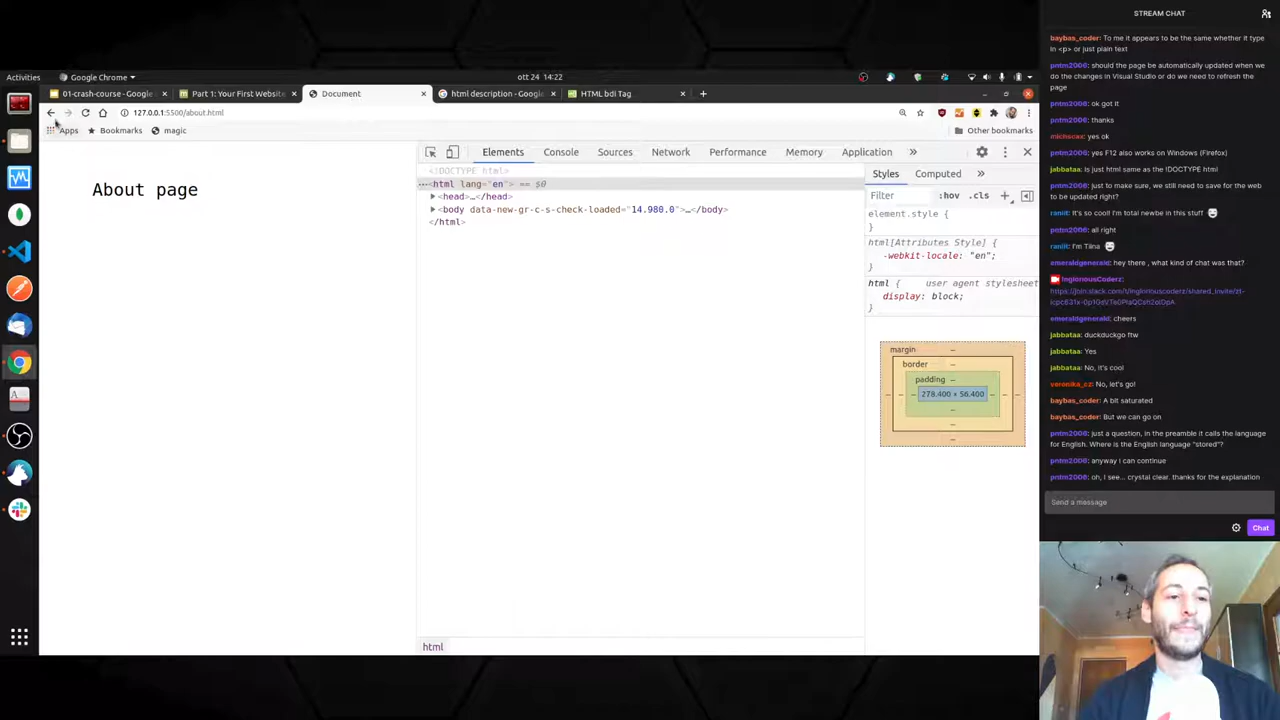 STREAM CHAT
Activities
Google Chrome
ott 24 14:22
01-crash-course - Google
Part 1: Your First Website
Document
html description - Google
HTML bdi Tag
127.0.0.1:5500/about.html
Apps
Bookmarks
magic
Other bookmarks
About page
Elements
Console
Sources
Network
Performance
Memory
Application
<!DOCTYPE html>
<html lang="en"> == $0
<head>…</head>
<body data-new-gr-c-s-check-loaded="14.980.0">…</body>
</html>
html
Styles
Computed
Filter
:hov .cls
element.style {
}
html[Attributes Style] {
-webkit-locale: "en";
}
html { user agent stylesheet
display: block;
}
margin
border
padding
278.400 × 56.400
baybas_coder: To me it appears to be the same whether it type
in <p> or just plain text
pntm2006: should the page be automatically updated when we
do the changes in Visual Studio or do we need to refresh the
page
pntm2006: ok got it
pntm2006: thanks
michocax: yes ok
pntm2006: yes F12 also works on Windows (Firefox)
jabbataa: is just html same as the !DOCTYPE html
pntm2006: just to make sure, we still need to save for the web
to be updated right?
raniit: It's so cool! I'm total newbe in this stuff
pntm2006: all right
raniit: I'm Tiina
emeraldgeneral: hey there , what kind of chat was that?
IngloriousCoderz:
emeraldgeneral: cheers
jabbataa: duckduckgo ftw
jabbataa: Yes
jabbataa: No, it's cool
veronika_cz: No, let's go!
baybas_coder: A bit saturated
baybas_coder: But we can go on
pntm2006: just a question, in the preamble it calls the language
for English. Where is the English language "stored"?
pntm2006: anyway I can continue
pntm2006: oh, I see... crystal clear. thanks for the explanation
Send a message
Chat